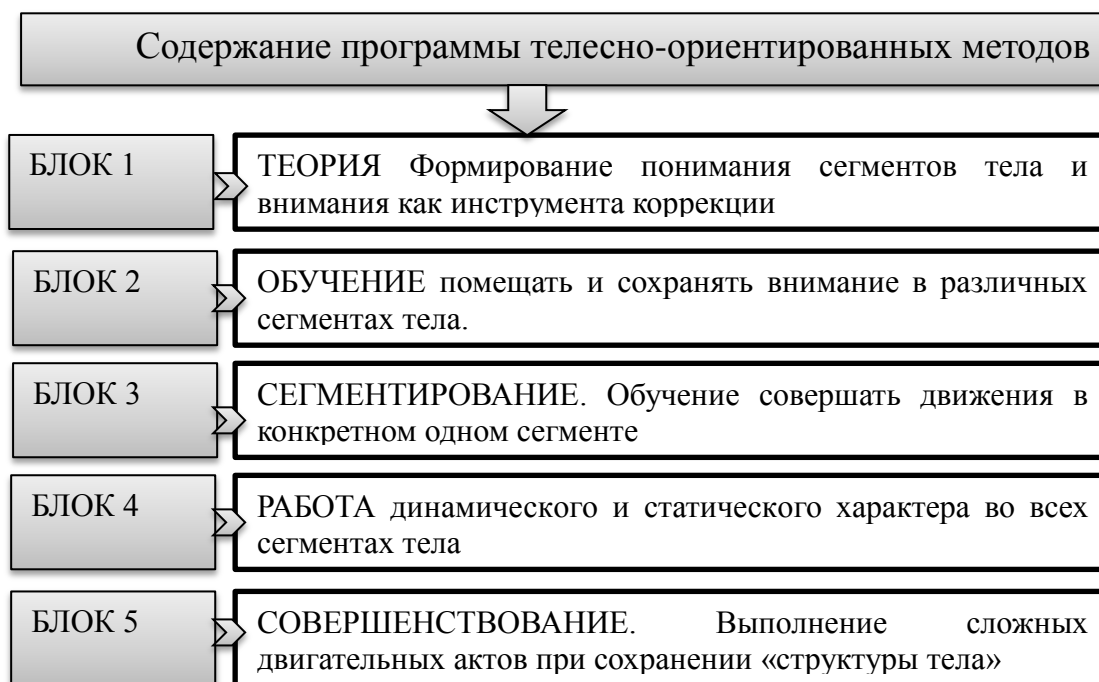 Содержание программы телесно-ориентированных методов
БЛОК 1
ТЕОРИЯ Формирование понимания сегментов тела и
внимания как инструмента коррекции
БЛОК 2
ОБУЧЕНИЕ помещать и сохранять внимание в различных
сегментах тела.
БЛОК 3
СЕГМЕНТИРОВАНИЕ. Обучение совершать движения в
конкретном одном сегменте
БЛОК 4
РАБОТА динамического и статического характера во всех
сегментах тела
БЛОК 5
СОВЕРШЕНСТВОВАНИЕ. Выполнение сложных
двигательных актов при сохранении «структуры тела»